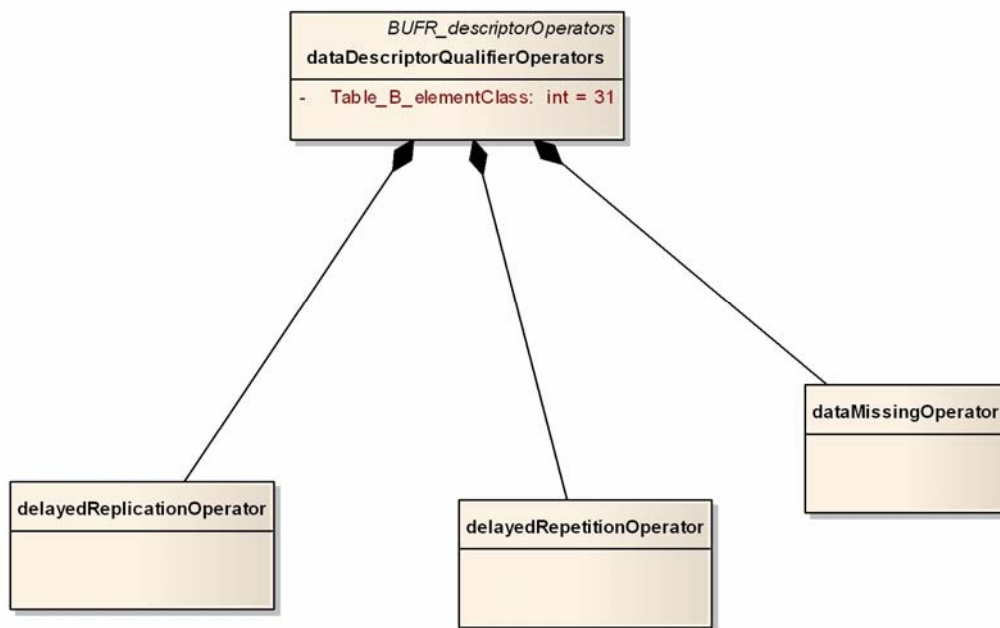 BUFR_descriptorOperators
dataDescriptorQualifierOperators
- Table_B_elementClass: int = 31
dataMissingOperator
delayedReplicationOperator
delayedRepetitionOperator